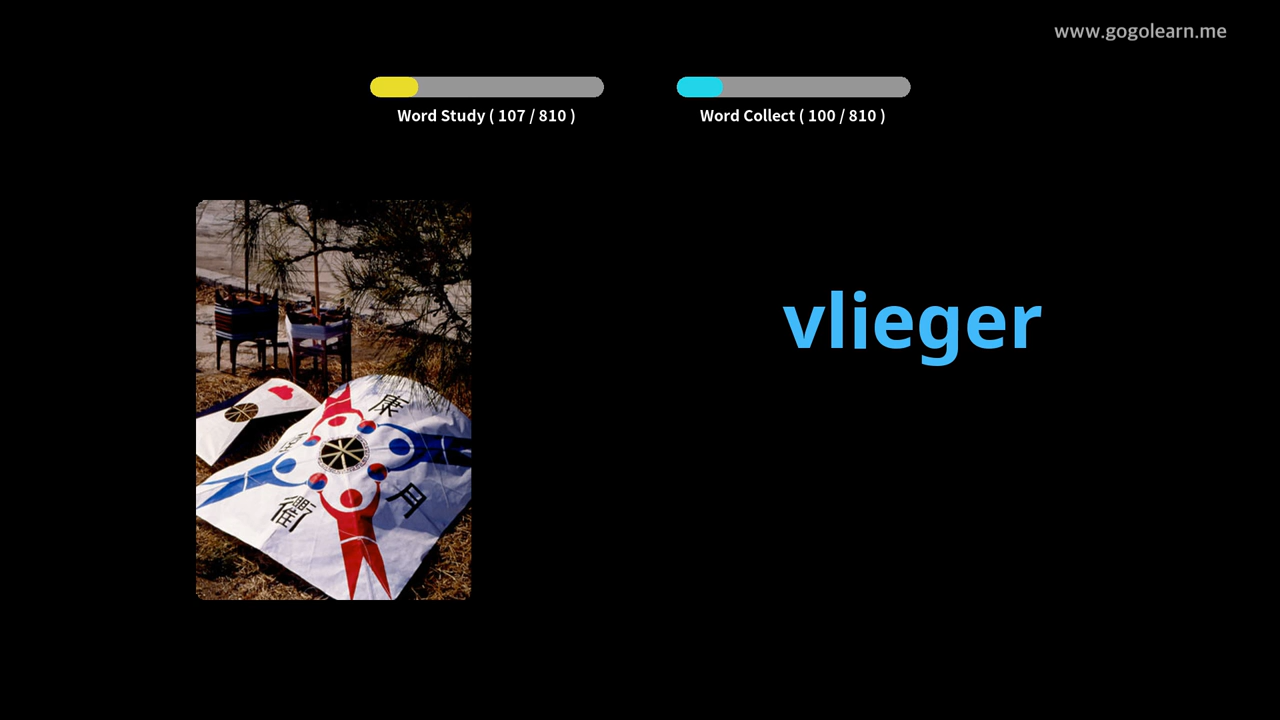 www.gogolearn.me
Word Study ( 107 / 810 )
Word Collect ( 100 / 810 )
vlieger
康
月
衛